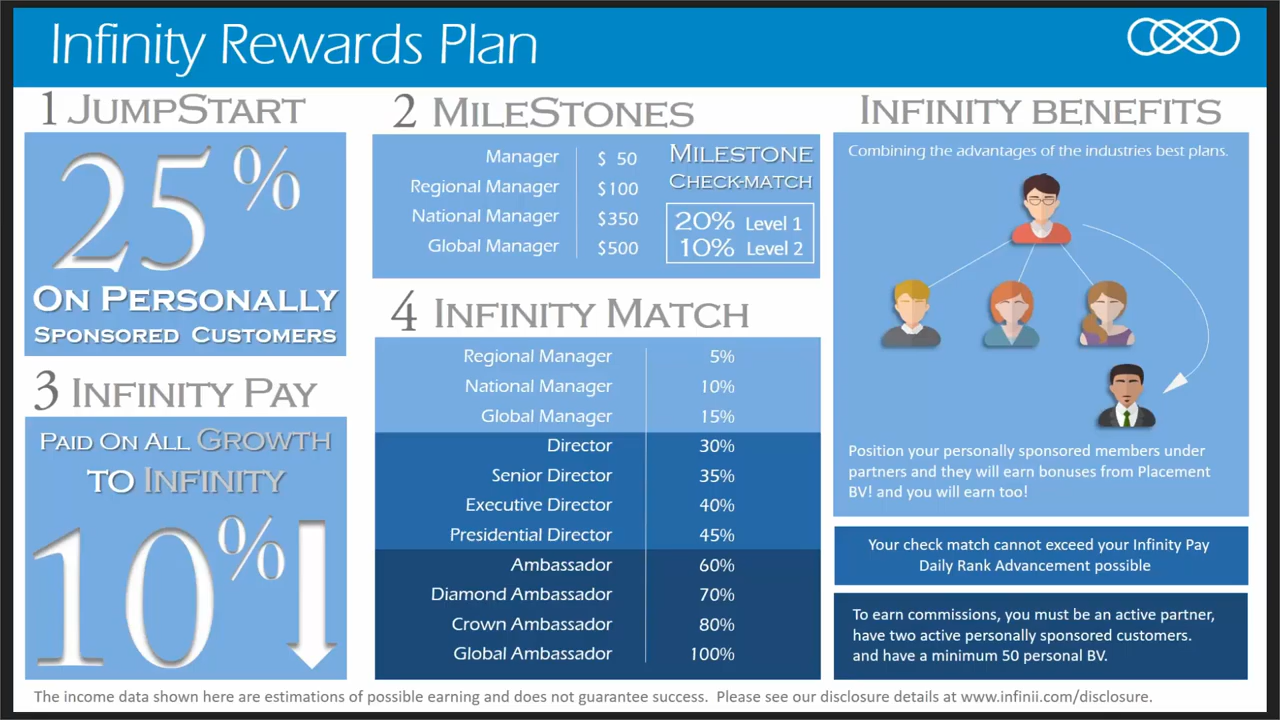 Infinity Rewards Plan
1 JUMPSTART
25%
ON PERSONALLY
SPONSORED CUSTOMERS
2 MILESTONES
Manager $ 50
Regional Manager $100
National Manager $350
Global Manager $500
MILESTONE
CHECK-MATCH
20% Level 1
10% Level 2
3 INFINITY PAY
PAID ON ALL GROWTH
TO INFINITY
10%
4 INFINITY MATCH
Regional Manager 5%
National Manager 10%
Global Manager 15%
Director 30%
Senior Director 35%
Executive Director 40%
Presidential Director 45%
Ambassador 60%
Diamond Ambassador 70%
Crown Ambassador 80%
Global Ambassador 100%
INFINITY BENEFITS
Combining the advantages of the industries best plans.
Position your personally sponsored members under
partners and they will earn bonuses from Placement
BV! and you will earn too!
Your check match cannot exceed your Infinity Pay
Daily Rank Advancement possible
To earn commissions, you must be an active partner,
have two active personally sponsored customers.
and have a minimum 50 personal BV.
The income data shown here are estimations of possible earning and does not guarantee success. Please see our disclosure details at www.infinii.com/disclosure.